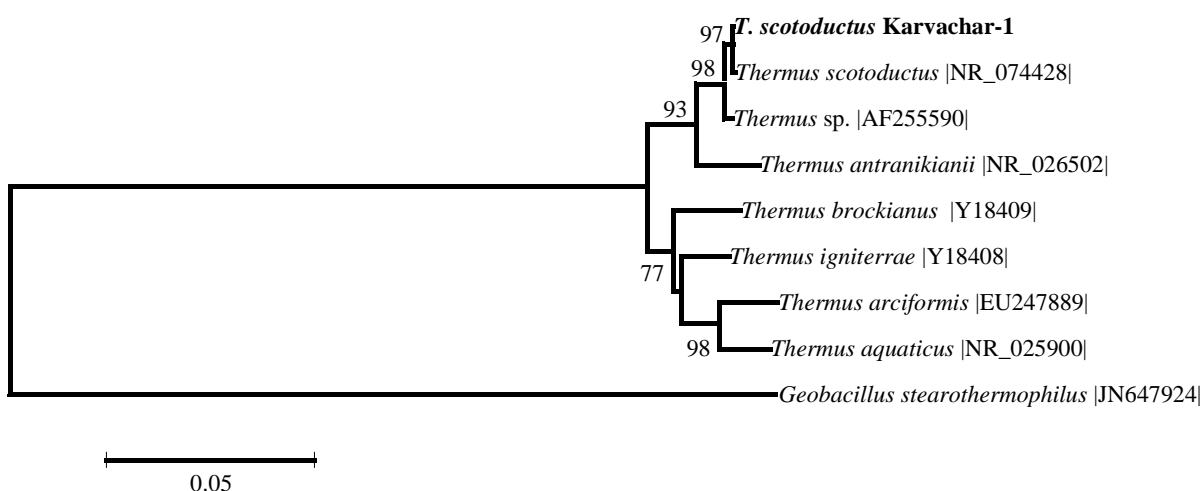 T. scotoductus Karvachar-1
97
Thermus scotoductus |NR_074428|
98
Thermus sp. |AF255590|
93
Thermus antranikianii |NR_026502|
Thermus brockianus |Y18409|
Thermus igniterrae |Y18408|
77
Thermus arciformis |EU247889|
Thermus aquaticus |NR_025900|
98
Geobacillus stearothermophilus |JN647924|
0.05